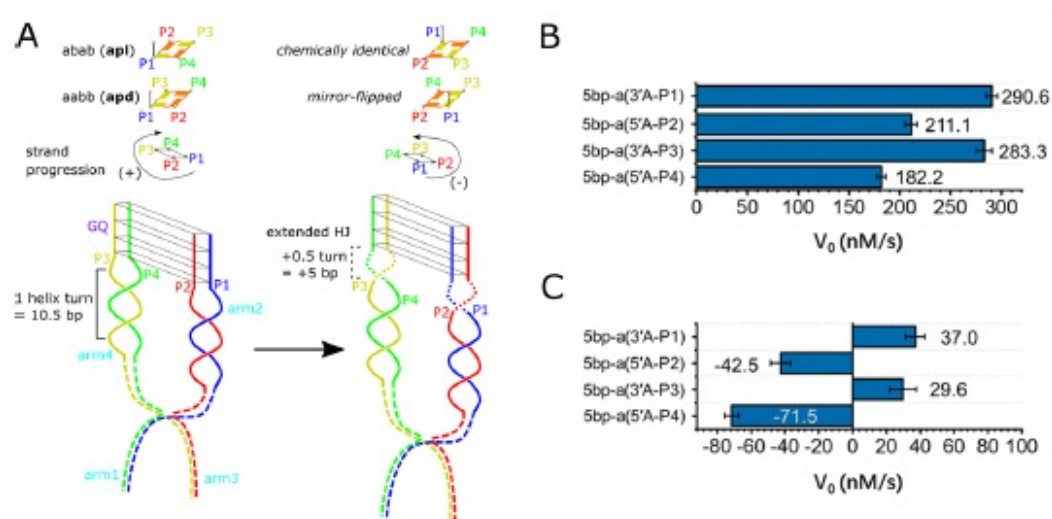 A
abab (apl)
P2
P3
P1
P4
chemically identical
P1
P4
P2
P3
aabb (apd)
P3
P4
P1
P2
mirror-flipped
P4
P3
P2
P1
strand
progression
(+)
P4
P3
P1
P2
P4
P3
P2
P1
(-)
GQ
P3
P4
P2
P1
1 helix turn
= 10.5 bp
arm2
arm4
arm1
arm3
extended HJ
+0.5 turn
= +5 bp
P3
P4
P2
P1
B
5bp-a(3'A-P1)
290.6
5bp-a(5'A-P2)
211.1
5bp-a(3'A-P3)
283.3
5bp-a(5'A-P4)
182.2
0 50 100 150 200 250 300
V0 (nM/s)
C
5bp-a(3'A-P1)
37.0
5bp-a(5'A-P2)
-42.5
5bp-a(3'A-P3)
29.6
5bp-a(5'A-P4)
-71.5
-80 -60 -40 -20 0 20 40 60 80 100
V0 (nM/s)